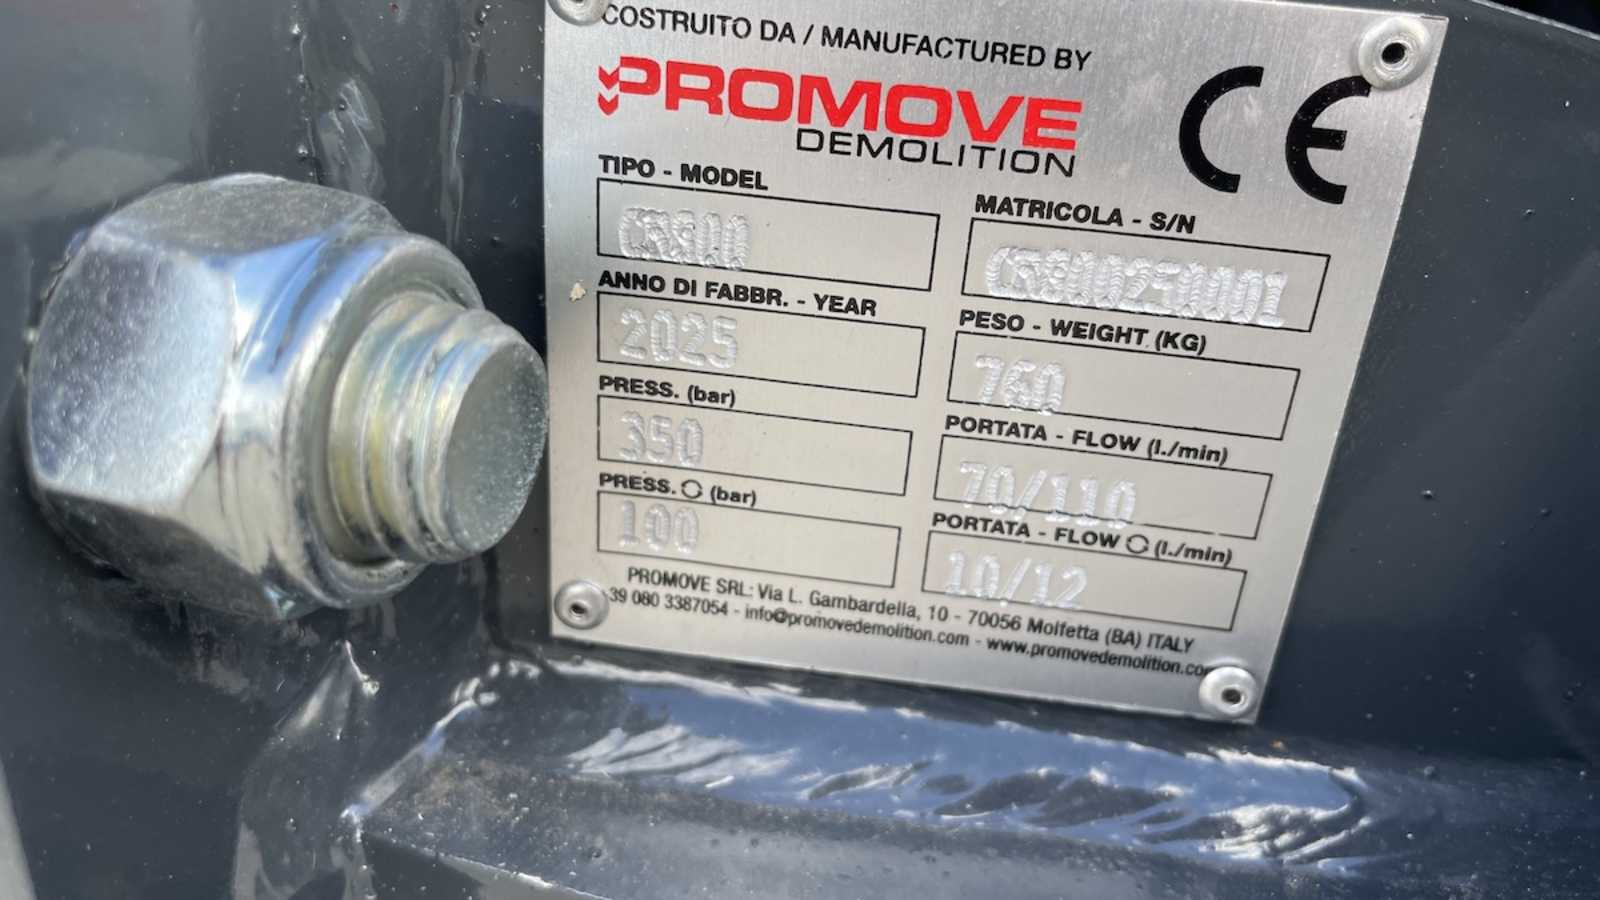 COSTRUITO DA / MANUFACTURED BY
PROMOVE
DEMOLITION
CE
TIPO - MODEL
MATRICOLA - S/N
ANNO DI FABBR. - YEAR
2025
PESO - WEIGHT (KG)
760
PRESS. (bar)
350
PORTATA - FLOW (l./min)
70/110
PRESS. (bar)
100
PORTATA - FLOW (l./min)
10/12
PROMOVE SRL: Via L. Gambardella, 10 - 70056 Molfetta (BA) ITALY
39 080 3387054 - info@promovedemolition.com - www.promovedemolition.co